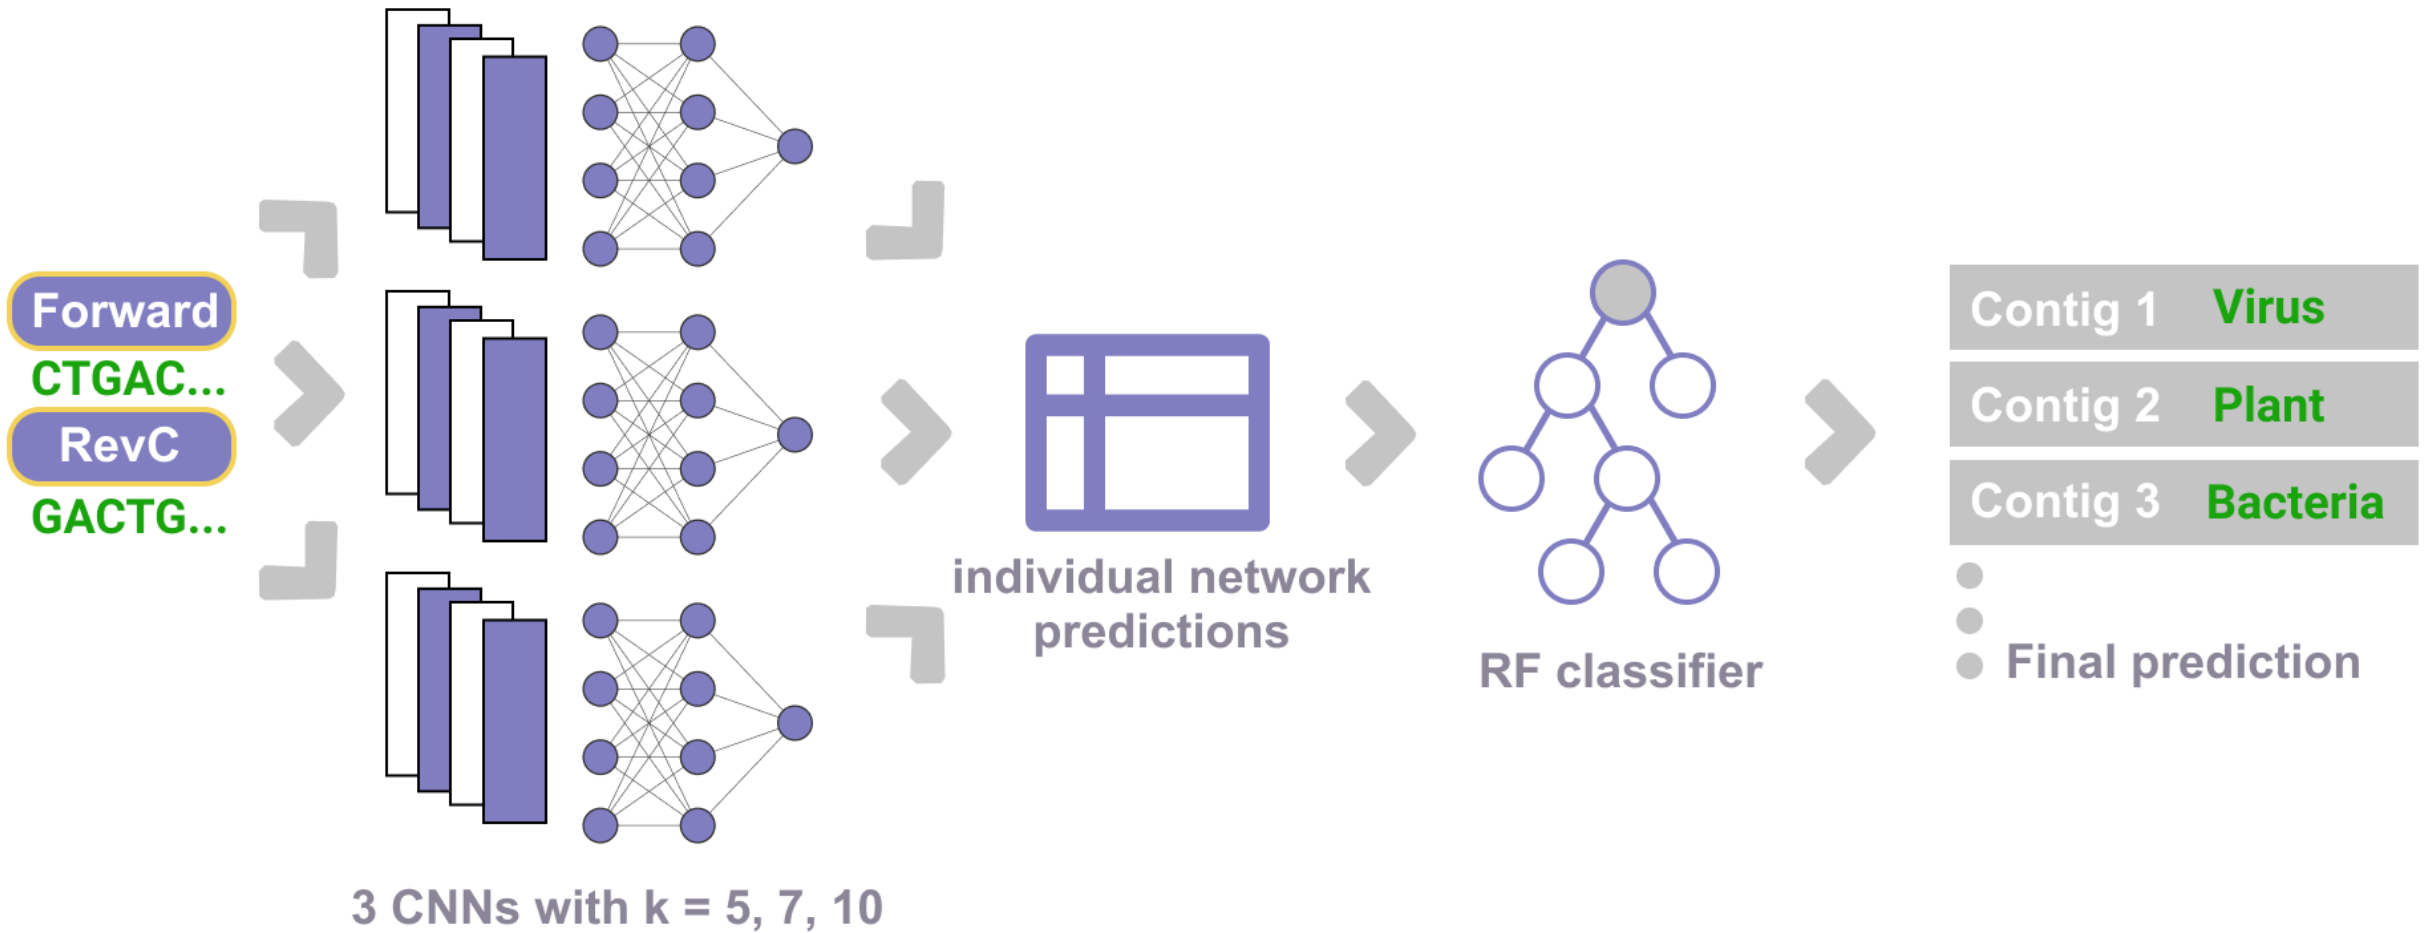 Forward
CTGAC...
RevC
GACTG...
3 CNNs with k = 5, 7, 10
individual network
predictions
RF classifier
Contig 1 Virus
Contig 2 Plant
Contig 3 Bacteria
Final prediction